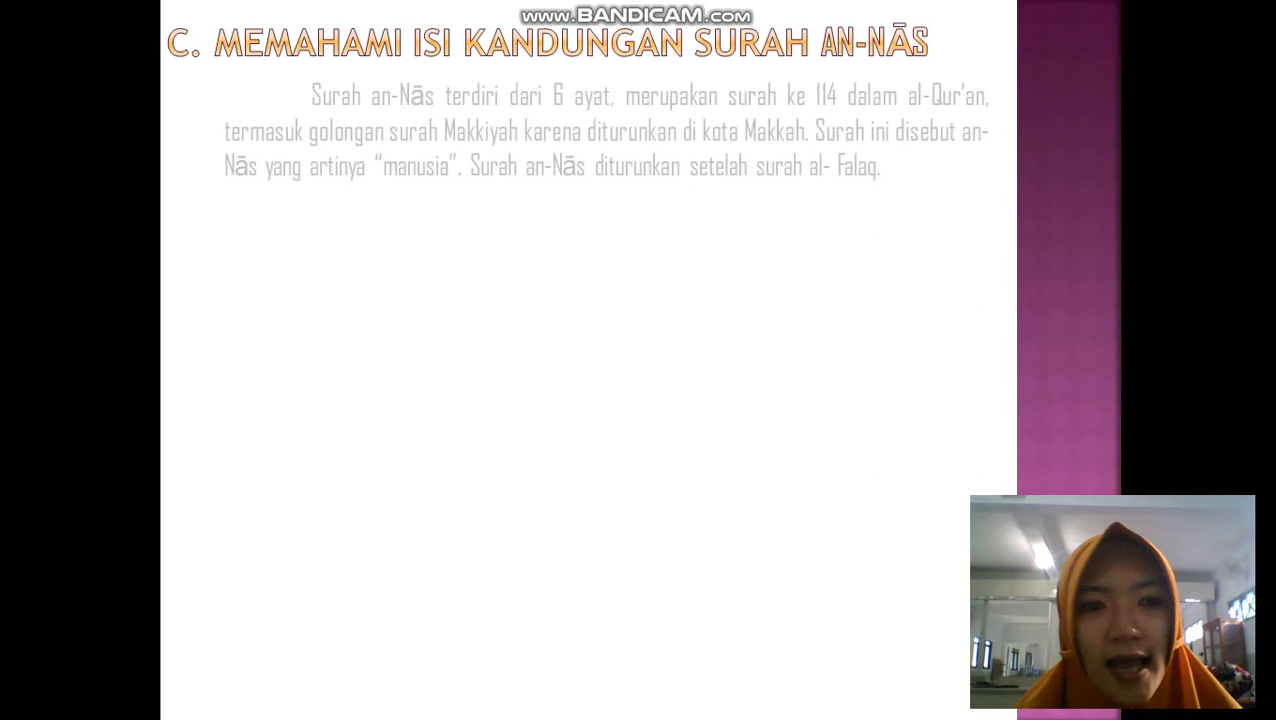 www.BANDICAM.com
C. MEMAHAMI ISI KANDUNGAN SURAH AN-NĀS
Surah an-Nās terdiri dari 6 ayat, merupakan surah ke 114 dalam al-Qur'an,
termasuk golongan surah Makkiyah karena diturunkan di kota Makkah. Surah ini disebut an-
Nās yang artinya “manusia”. Surah an-Nās diturunkan setelah surah al- Falaq.